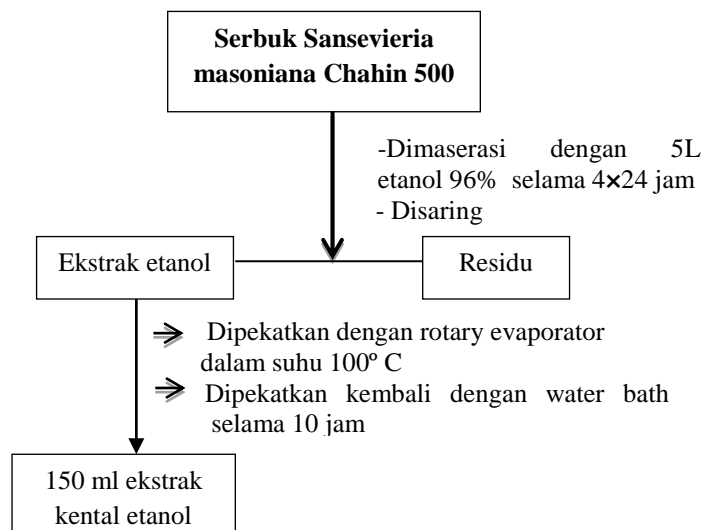 Serbuk Sansevieria
masoniana Chahin 500
-Dimaserasi dengan 5L
etanol 96% selama 4×24 jam
- Disaring
Ekstrak etanol
Residu
Dipekatkan dengan rotary evaporator
dalam suhu 100º C
Dipekatkan kembali dengan water bath
selama 10 jam
150 ml ekstrak
kental etanol